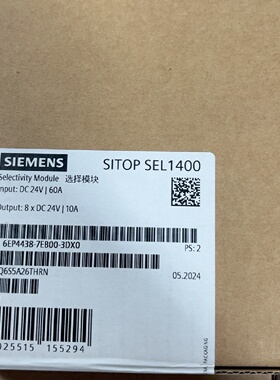 SIEMENS SITOP SEL1400
Selectivity Module 选择模块
Input: DC 24V | 60A
Output: 8 x DC 24V | 10A
6EP4438-7EB00-3DX0 PS: 2
Q6S5A26THRN 05.2024
025515 155294